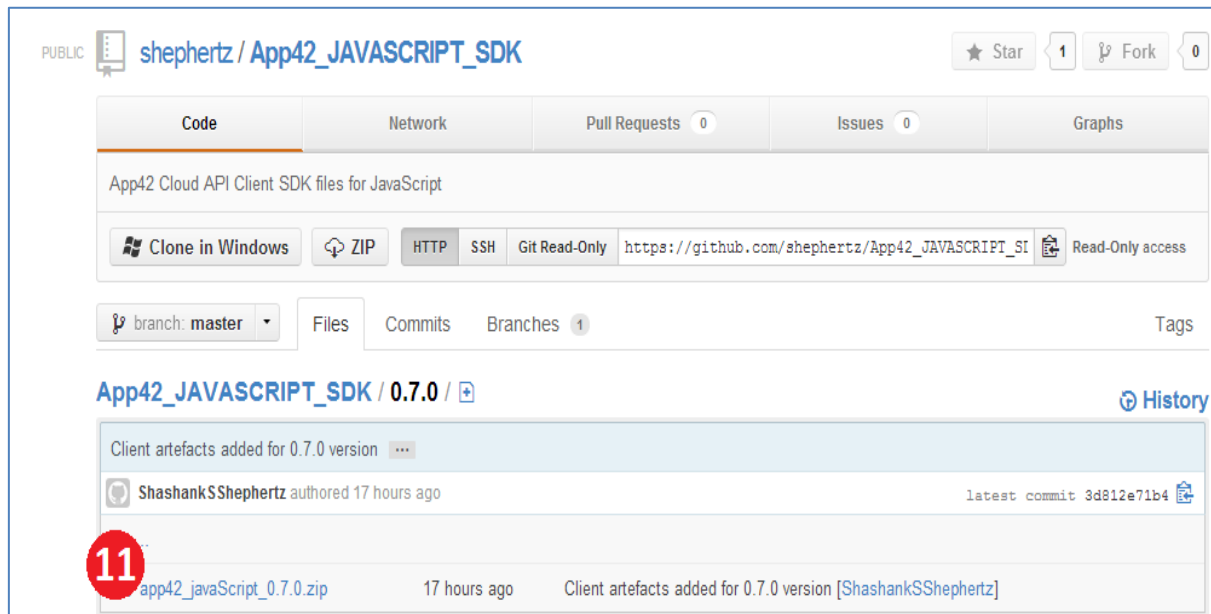 PUBLIC shephertz / App42_JAVASCRIPT_SDK Star 1 Fork 0
Code Network Pull Requests 0 Issues 0 Graphs
App42 Cloud API Client SDK files for JavaScript
Clone in Windows ZIP HTTP SSH Git Read-Only https://github.com/shephertz/App42_JAVASCRIPT_SD Read-Only access
branch: master Files Commits Branches 1 Tags
App42_JAVASCRIPT_SDK / 0.7.0 / History
Client artefacts added for 0.7.0 version ...
ShashankSShephertz authored 17 hours ago latest commit 3d812e71b4
..
11
app42_javaScript_0.7.0.zip 17 hours ago Client artefacts added for 0.7.0 version [ShashankSShephertz]